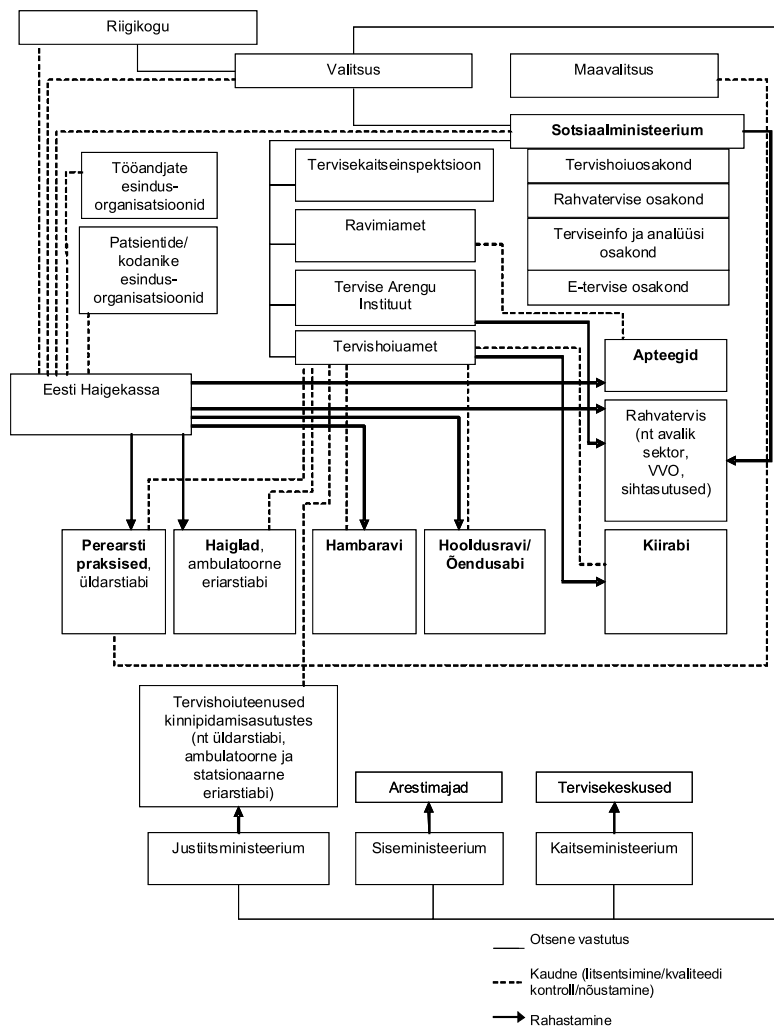 Riigikogu
Valitsus
Maavalitsus
Sotsiaalministeerium
Tervishoiuosakond
Rahvatervise osakond
Terviseinfo ja analüüsi
osakond
E-tervise osakond
Tööandjate
esindus-
organisatsioonid
Patsientide/
kodanike
esindus-
organisatsioonid
Tervisekaitseinspektsioon
Ravimiamet
Tervise Arengu
Instituut
Tervishoiuamet
Eesti Haigekassa
Apteegid
Rahvatervis
(nt avalik
sektor,
VVO,
sihtasutused)
Perearsti
praksised,
üldarstiabi
Haiglad,
ambulatoorne
eriarstiabi
Hambaravi
Hooldusravi/
Õendusabi
Kiirabi
Tervishoiuteenused
kinnipidamisasutustes
(nt üldarstiabi,
ambulatoorne ja
statsionaarne
eriarstiabi)
Arestimajad
Tervisekeskused
Justiitsministeerium
Siseministeerium
Kaitseministeerium
Otsene vastutus
Kaudne (litsentsimine/kvaliteedi
kontroll/nõustamine)
Rahastamine